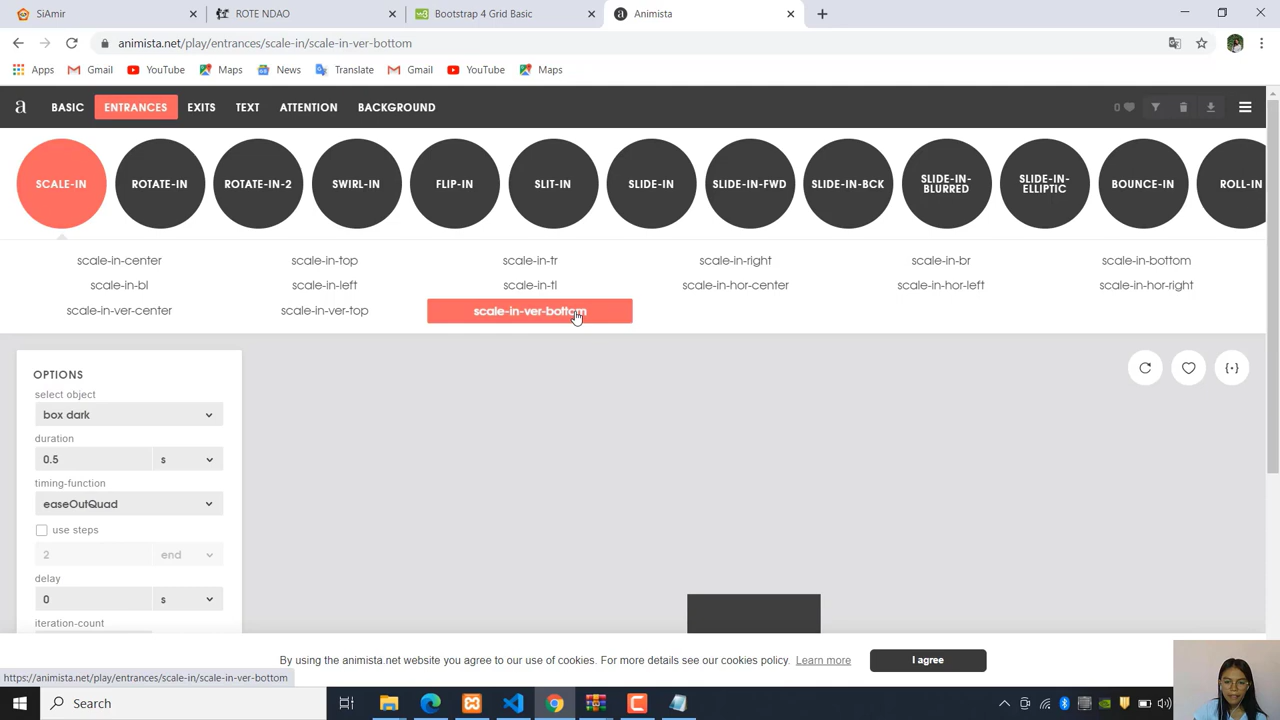 SiAmir
ROTE NDAO
Bootstrap 4 Grid Basic
Animista
animista.net/play/entrances/scale-in/scale-in-ver-bottom
Apps Gmail YouTube Maps News Translate Gmail YouTube Maps
a BASIC ENTRANCES EXITS TEXT ATTENTION BACKGROUND 0
SCALE-IN ROTATE-IN ROTATE-IN-2 SWIRL-IN FLIP-IN SLIT-IN SLIDE-IN SLIDE-IN-FWD SLIDE-IN-BCK SLIDE-IN-BLURRED SLIDE-IN-ELLIPTIC BOUNCE-IN ROLL-IN
scale-in-center scale-in-top scale-in-tr scale-in-right scale-in-br scale-in-bottom
scale-in-bl scale-in-left scale-in-tl scale-in-hor-center scale-in-hor-left scale-in-hor-right
scale-in-ver-center scale-in-ver-top scale-in-ver-bottom
OPTIONS
select object
box dark
duration
0.5 s
timing-function
easeOutQuad
use steps
2 end
delay
0 s
iteration-count
By using the animista.net website you agree to our use of cookies. For more details see our cookies policy. Learn more I agree
https://animista.net/play/entrances/scale-in/scale-in-ver-bottom
Search